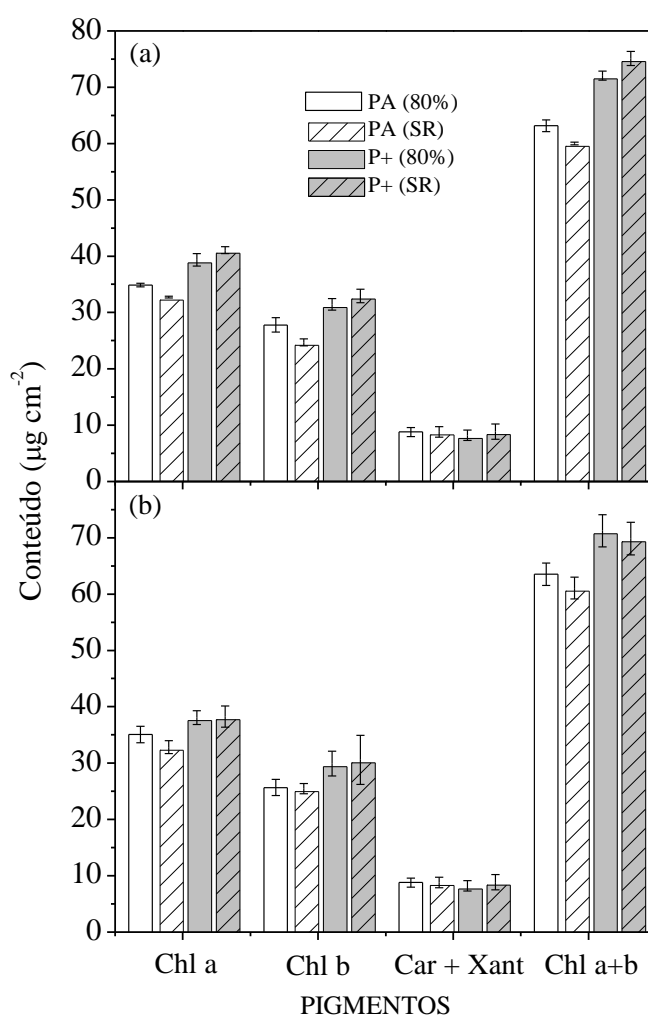 80
(a)
PA (80%)
PA (SR)
P+ (80%)
P+ (SR)
70
60
50
40
30
20
10
0
(b)
70
60
50
40
30
20
10
0
Conteúdo (µg cm⁻²)
Chl a Chl b Car + Xant Chl a+b
PIGMENTOS